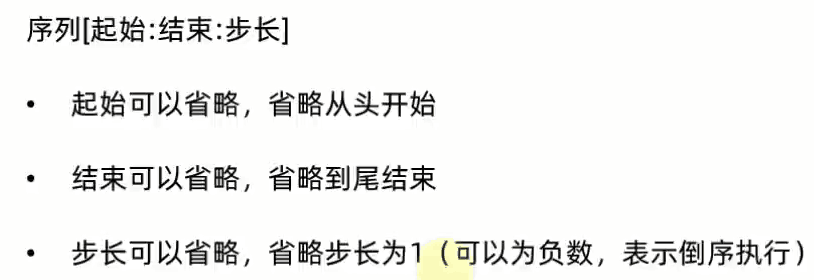 序列[起始:结束:步长]
• 起始可以省略，省略从头开始
• 结束可以省略，省略到尾结束
• 步长可以省略，省略步长为1（可以为负数，表示倒序执行）